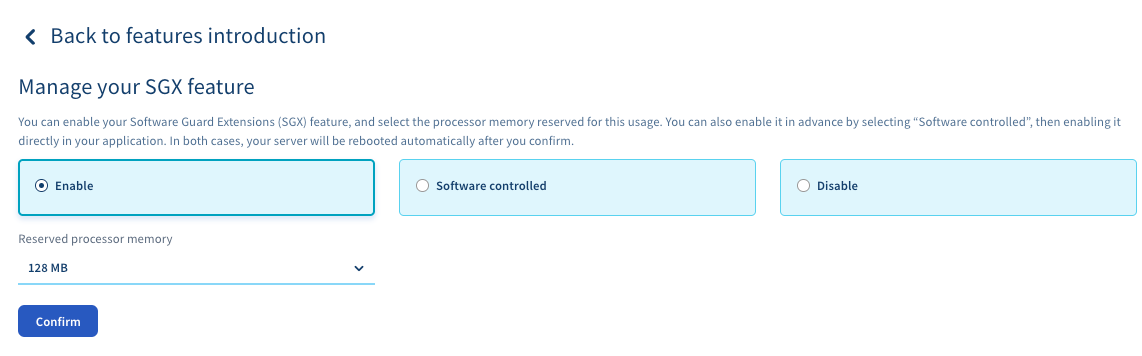 Back to features introduction
Manage your SGX feature
You can enable your Software Guard Extensions (SGX) feature, and select the processor memory reserved for this usage. You can also enable it in advance by selecting “Software controlled”, then enabling it
directly in your application. In both cases, your server will be rebooted automatically after you confirm.
Enable
Software controlled
Disable
Reserved processor memory
128 MB
Confirm